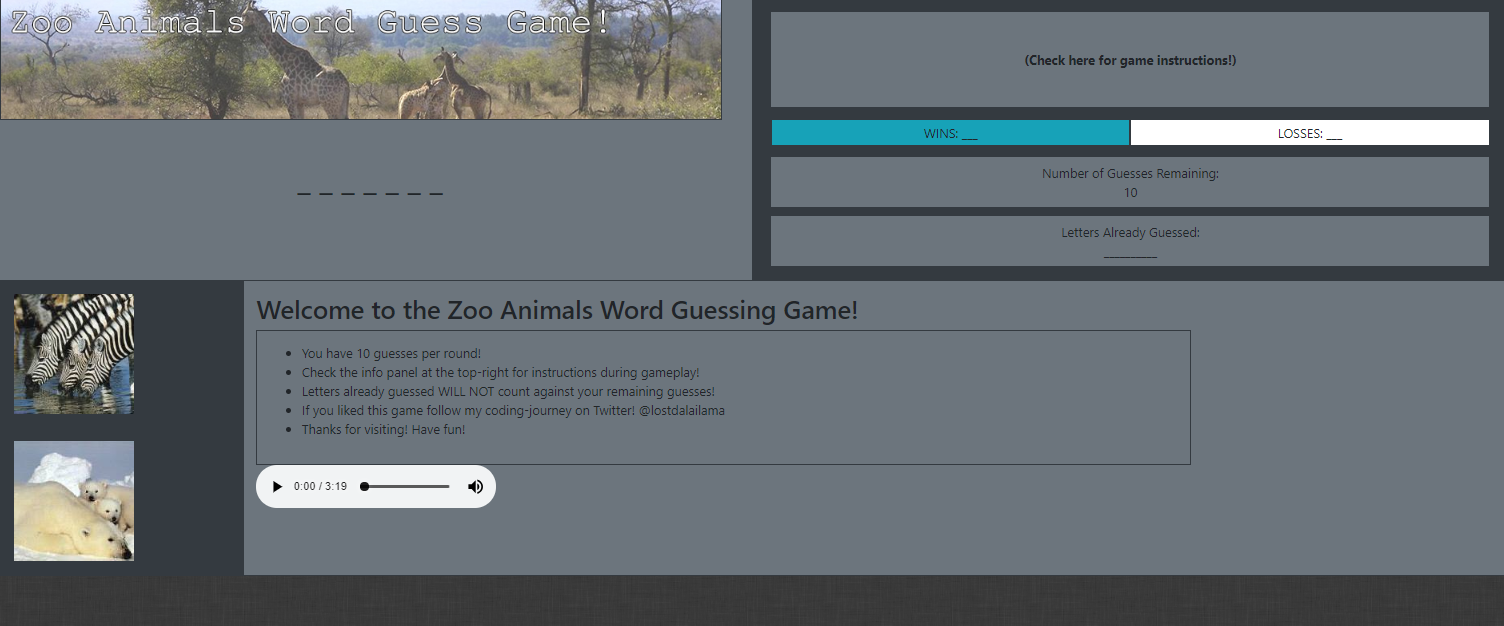 Zoo Animals Word Guess Game!
_ _ _ _ _ _ _
(Check here for game instructions!)
WINS: ___
LOSSES: ___
Number of Guesses Remaining:
10
Letters Already Guessed:
__________
Welcome to the Zoo Animals Word Guessing Game!
• You have 10 guesses per round!
• Check the info panel at the top-right for instructions during gameplay!
• Letters already guessed WILL NOT count against your remaining guesses!
• If you liked this game follow my coding-journey on Twitter! @lostdalailama
• Thanks for visiting! Have fun!
0:00 / 3:19